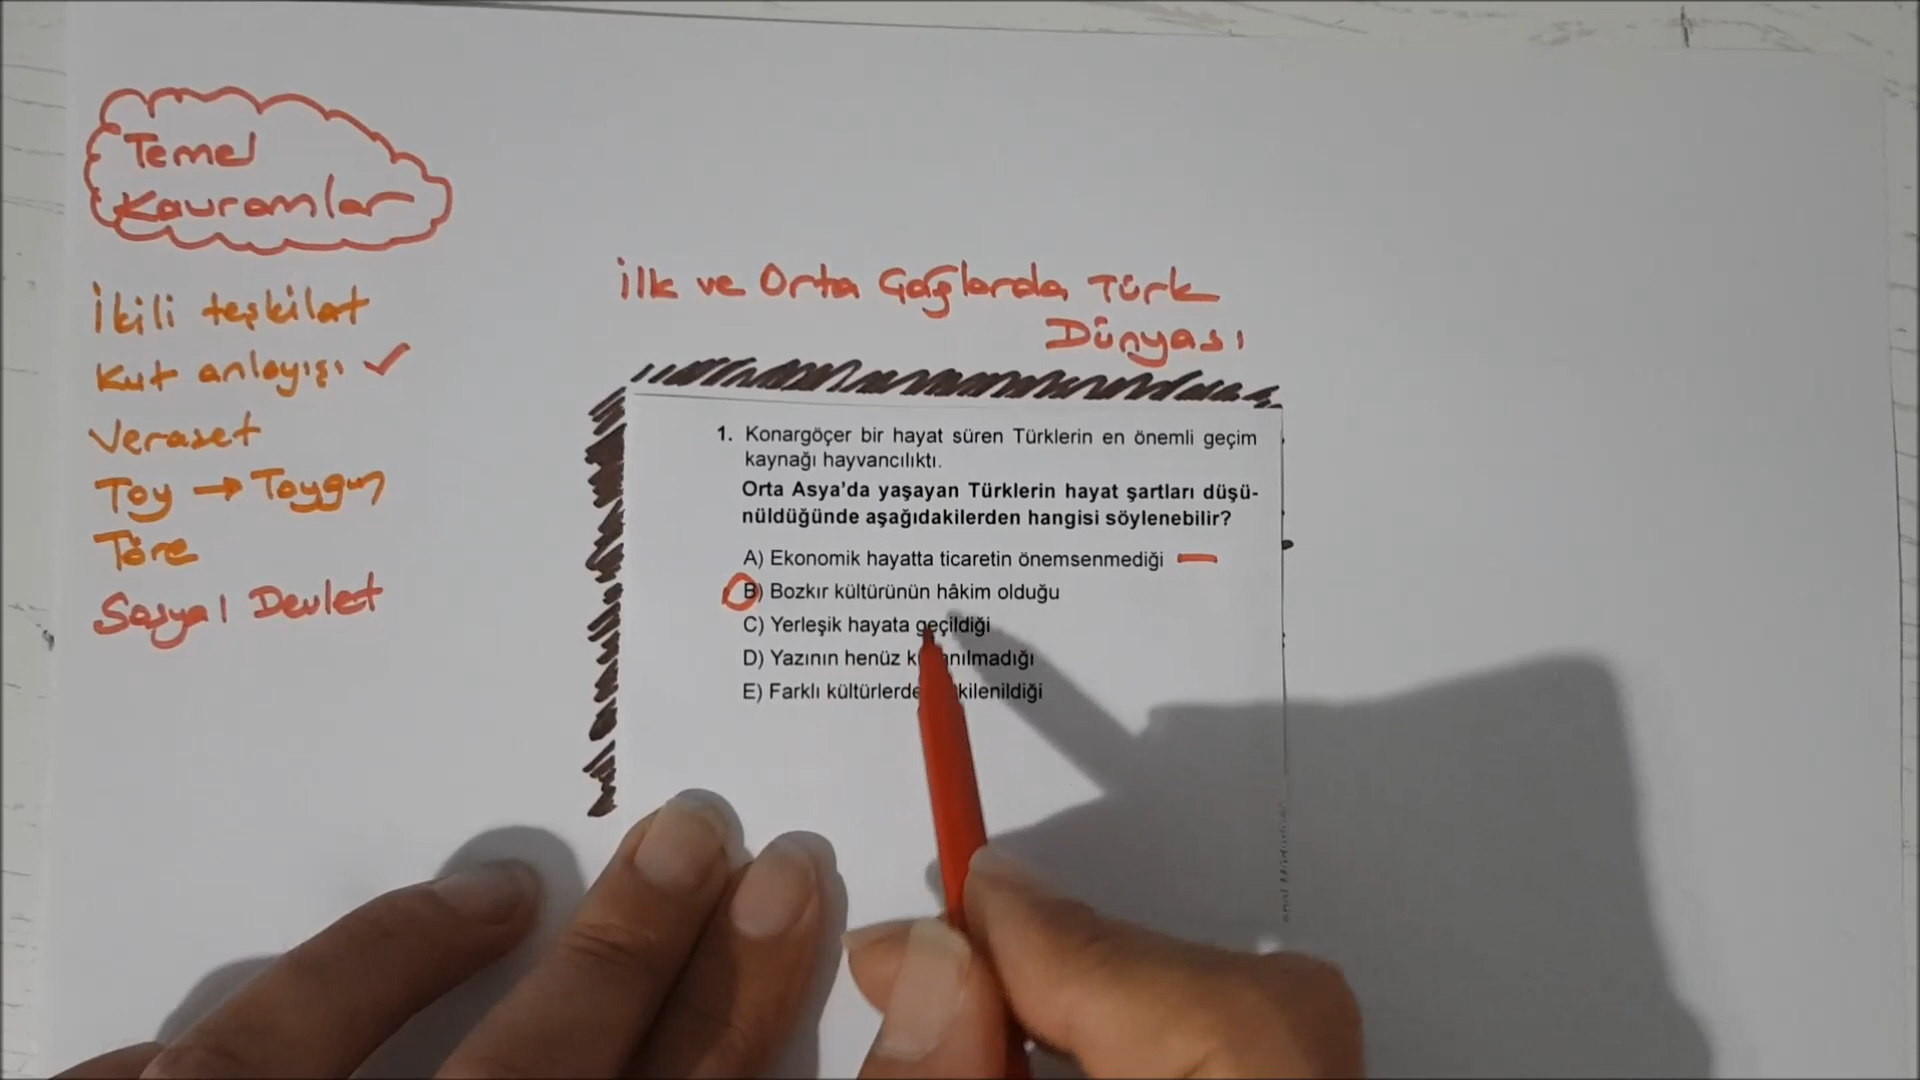 Temel
Kavramlar
İkili teşkilat
Kut anlayışı ✓
Veraset
Toy → Toygun
Töre
Sosyal Devlet
İlk ve Orta Çağlarda Türk
Dünyası
1. Konargöçer bir hayat süren Türklerin en önemli geçim
kaynağı hayvancılıktı.
Orta Asya'da yaşayan Türklerin hayat şartları düşü-
nüldüğünde aşağıdakilerden hangisi söylenebilir?
A) Ekonomik hayatta ticaretin önemsenmediği
B) Bozkır kültürünün hâkim olduğu
C) Yerleşik hayata geçildiği
D) Yazının henüz
E) Farklı